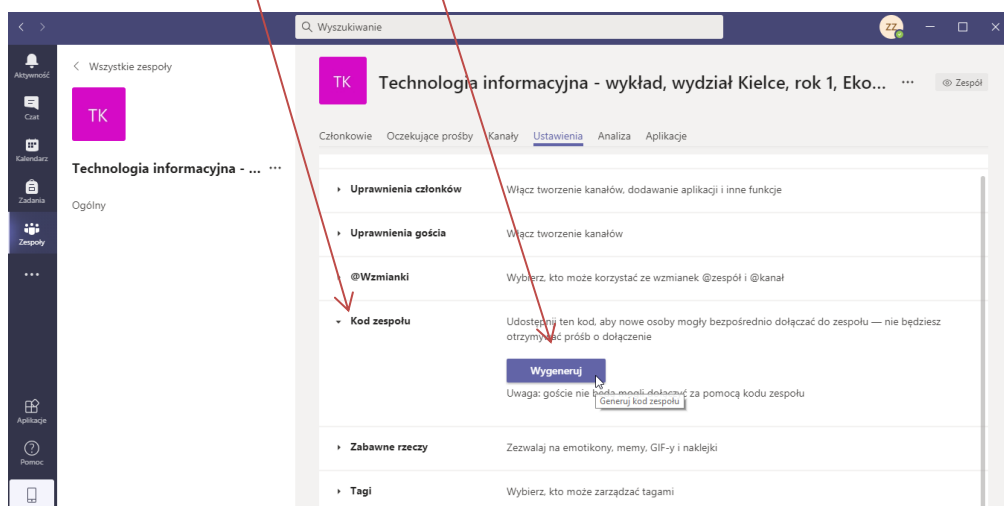 Wyszukiwanie
ZZ
Aktywność
Czat
Kalendarz
Zadania
Zespoły
Aplikacje
Pomoc
Wszystkie zespoły
TK
Technologia informacyjna - ... ...
Ogólny
TK
Technologia informacyjna - wykład, wydział Kielce, rok 1, Eko... ...
Zespół
Członkowie Oczekujące prośby Kanały Ustawienia Analiza Aplikacje
Uprawnienia członków Włącz tworzenie kanałów, dodawanie aplikacji i inne funkcje
Uprawnienia gościa Włącz tworzenie kanałów
@Wzmianki Wybierz, kto może korzystać ze wzmianek @zespół i @kanał
Kod zespołu Udostępnij ten kod, aby nowe osoby mogły bezpośrednio dołączać do zespołu — nie będziesz
otrzymywać próśb o dołączenie
Wygeneruj
Uwaga: goście nie będą mogli dołączyć za pomocą kodu zespołu
Generuj kod zespołu
Zabawne rzeczy Zezwalaj na emotikony, memy, GIF-y i naklejki
Tagi Wybierz, kto może zarządzać tagami